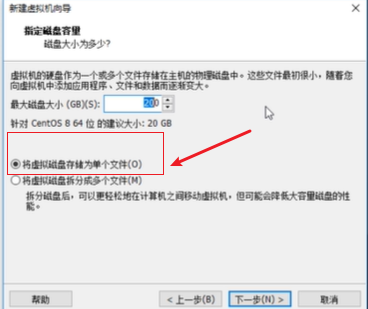 新建虚拟机向导
指定磁盘容量
磁盘大小为多少?
虚拟机的硬盘作为一个或多个文件存储在主机的物理磁盘中。这些文件最初很小，随着您
向虚拟机中添加应用程序、文件和数据而逐渐变大。
最大磁盘大小 (GB)(S):
针对 CentOS 8 64 位 的建议大小: 20 GB
将虚拟磁盘存储为单个文件(O)
将虚拟磁盘拆分成多个文件(M)
拆分磁盘后，可以更轻松地在计算机之间移动虚拟机，但可能会降低大容量磁盘的性
能。
帮助
< 上一步(B)
下一步(N) >
取消